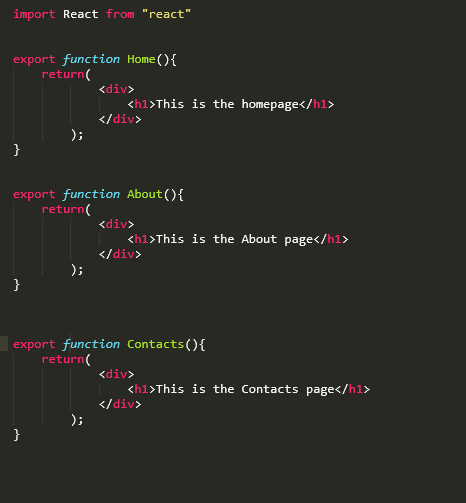 import React from "react"
export function Home(){
return(
<div>
<h1>This is the homepage</h1>
</div>
);
}
export function About(){
return(
<div>
<h1>This is the About page</h1>
</div>
);
}
export function Contacts(){
return(
<div>
<h1>This is the Contacts page</h1>
</div>
);
}